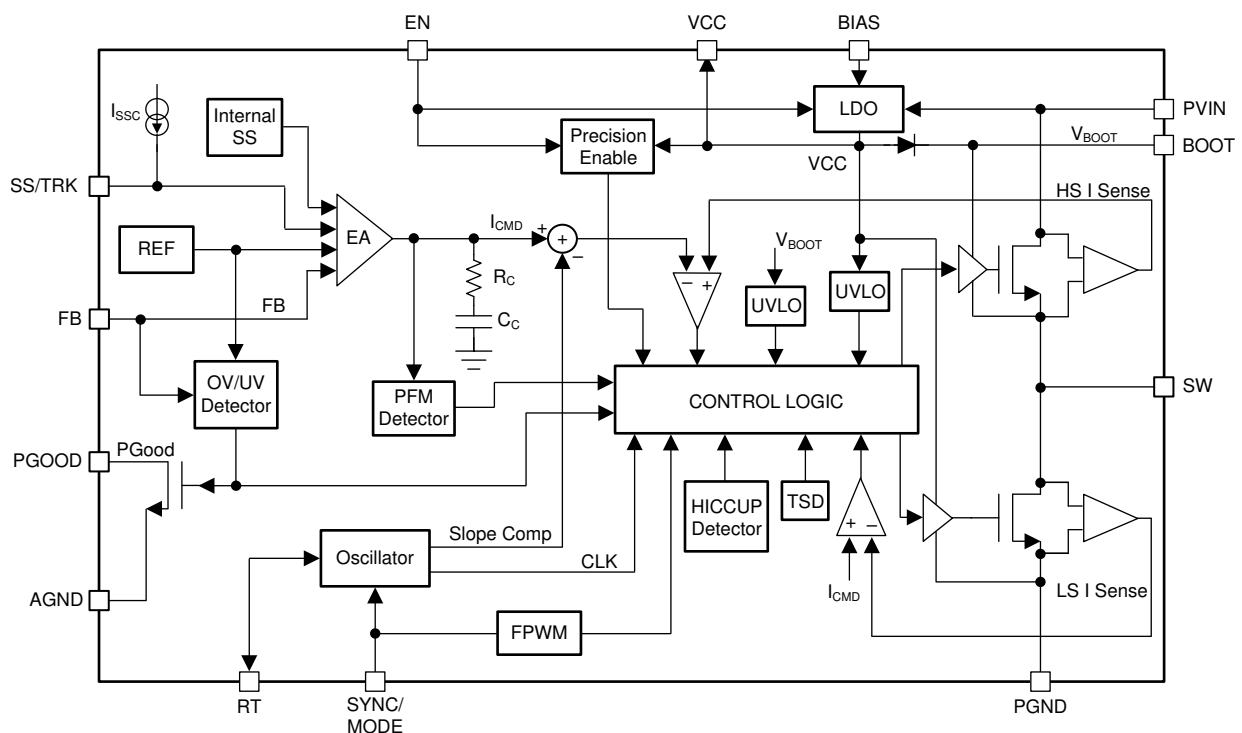 EN
VCC
BIAS
I_SSC
Internal
SS
LDO
PVIN
Precision
Enable
VCC
V_BOOT
BOOT
SS/TRK
HS I Sense
EA
I_CMD
+
+
−
REF
V_BOOT
R_C
− +
UVLO
UVLO
FB
FB
C_C
OV/UV
Detector
PFM
Detector
CONTROL LOGIC
SW
PGOOD
PGood
HICCUP
Detector
TSD
+ −
Slope Comp
Oscillator
CLK
I_CMD
LS I Sense
AGND
FPWM
RT
SYNC/
MODE
PGND